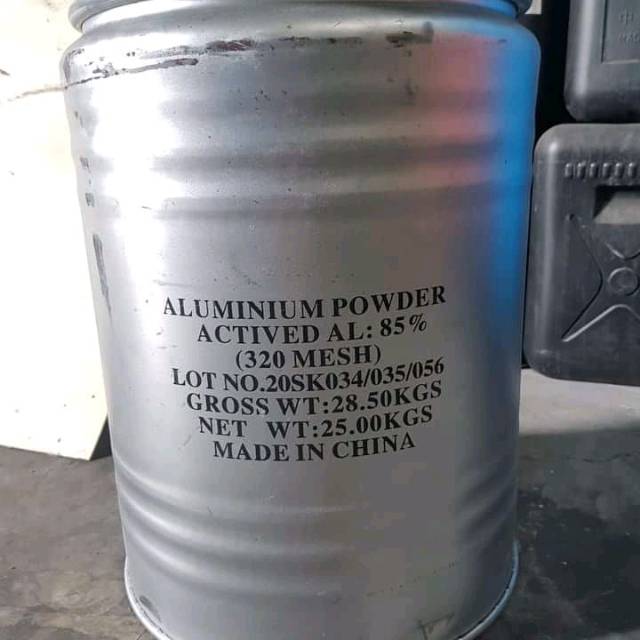 ALUMINIUM POWDER
ACTIVED AL: 85%
(320 MESH)
LOT NO.20SK034/035/056
GROSS WT:28.50KGS
NET WT:25.00KGS
MADE IN CHINA